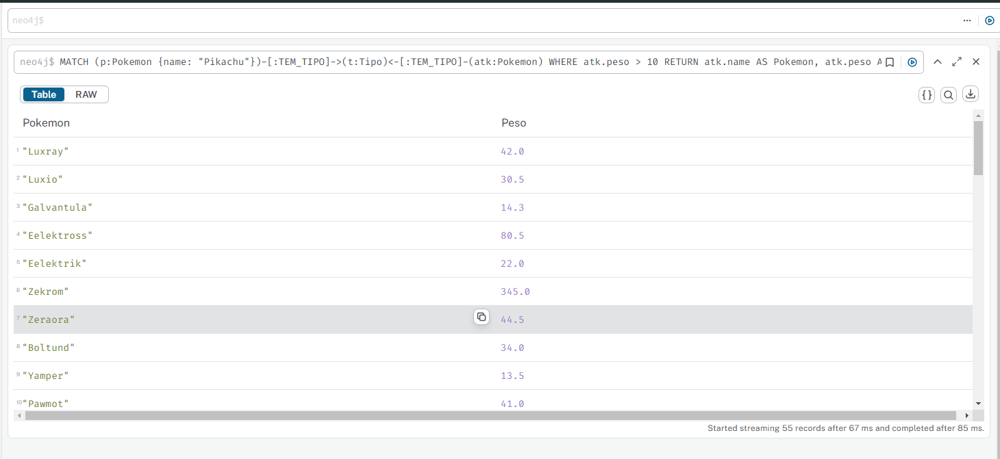 neo4j$
neo4j$ MATCH (p:Pokemon {name: "Pikachu"})-[:TEM_TIPO]->(t:Tipo)<-[:TEM_TIPO]-(atk:Pokemon) WHERE atk.peso > 10 RETURN atk.name AS Pokemon, atk.peso A
Table RAW
Pokemon Peso
1 "Luxray" 42.0
2 "Luxio" 30.5
3 "Galvantula" 14.3
4 "Eelektross" 80.5
5 "Eelektrik" 22.0
6 "Zekrom" 345.0
7 "Zeraora" 44.5
8 "Boltund" 34.0
9 "Yamper" 13.5
10 "Pawmot" 41.0
Started streaming 55 records after 67 ms and completed after 85 ms.